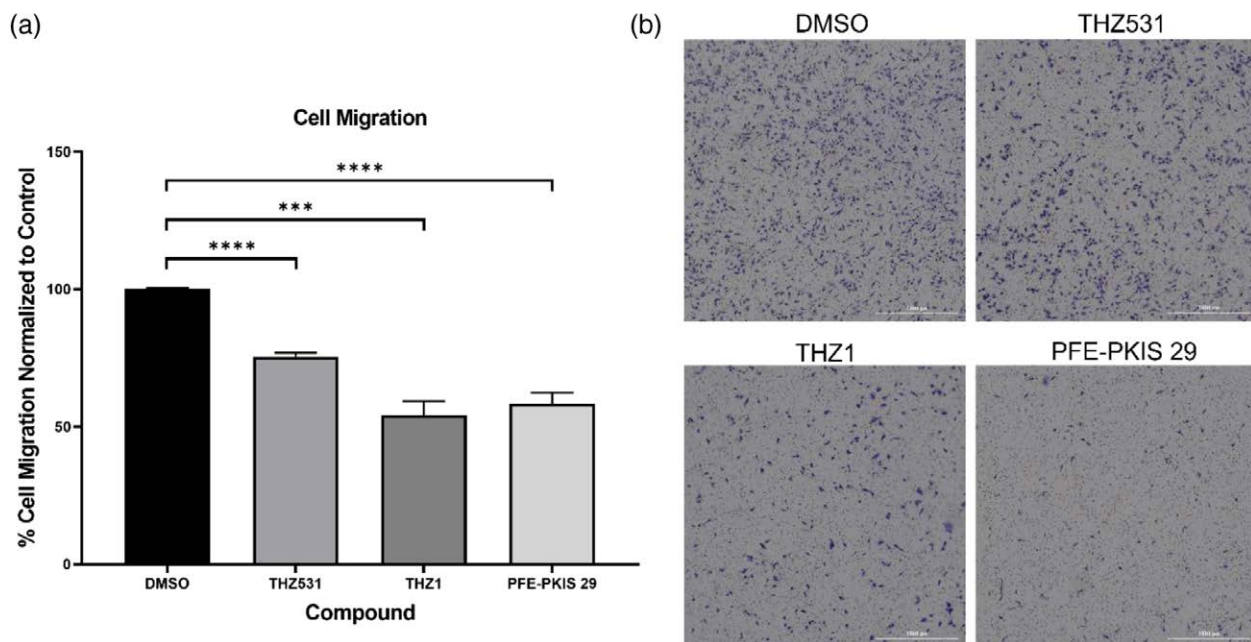 (a)
Cell Migration
% Cell Migration Normalized to Control
150
100
50
0
****
***
****
DMSO
THZ531
THZ1
PFE-PKIS 29
Compound
(b)
DMSO
THZ531
THZ1
PFE-PKIS 29